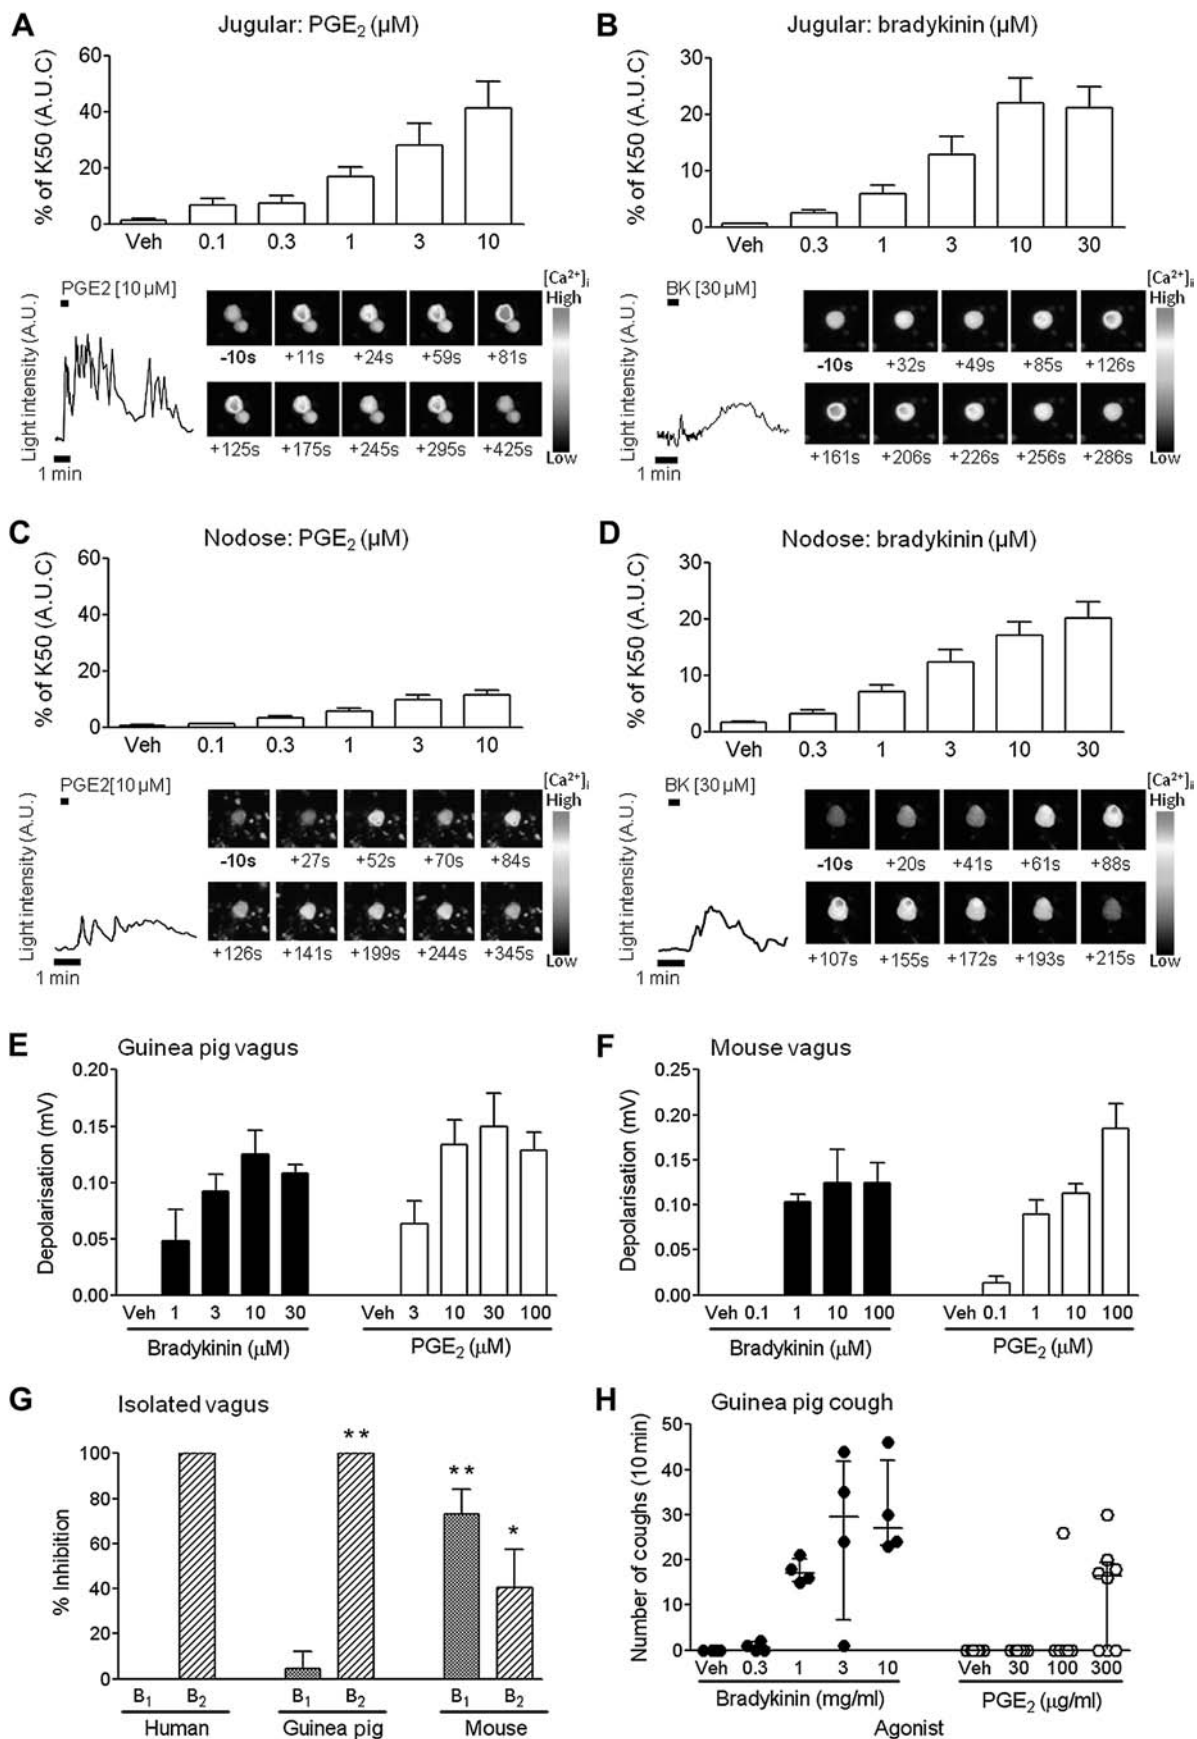 A
Jugular: PGE₂ (µM)
% of K50 (A.U.C)
60
40
20
0
Veh 0.1 0.3 1 3 10
PGE2 [10 µM]
Light intensity (A.U.)
1 min
-10s +11s +24s +59s +81s
+125s +175s +245s +295s +425s
[Ca²⁺]ᵢ
High
Low
B
Jugular: bradykinin (µM)
% of K50 (A.U.C)
30
20
10
0
Veh 0.3 1 3 10 30
BK [30 µM]
Light intensity (A.U.)
1 min
-10s +32s +49s +85s +126s
+161s +206s +226s +256s +286s
[Ca²⁺]ᵢ
High
Low
C
Nodose: PGE₂ (µM)
% of K50 (A.U.C)
60
40
20
0
Veh 0.1 0.3 1 3 10
PGE2[10 µM]
Light intensity (A.U.)
1 min
-10s +27s +52s +70s +84s
+126s +141s +199s +244s +345s
[Ca²⁺]ᵢ
High
Low
D
Nodose: bradykinin (µM)
% of K50 (A.U.C)
30
20
10
0
Veh 0.3 1 3 10 30
BK [30 µM]
Light intensity (A.U.)
1 min
-10s +20s +41s +61s +88s
+107s +155s +172s +193s +215s
[Ca²⁺]ᵢ
High
Low
E
Guinea pig vagus
Depolarisation (mV)
0.20
0.15
0.10
0.05
0.00
Veh 1 3 10 30 Veh 3 10 30 100
Bradykinin (µM) PGE₂ (µM)
F
Mouse vagus
Depolarisation (mV)
0.25
0.20
0.15
0.10
0.05
0.00
Veh 0.1 1 10 100 Veh 0.1 1 10 100
Bradykinin (µM) PGE₂ (µM)
G
Isolated vagus
% Inhibition
100
80
60
40
20
0
** ** *
B₁ B₂ B₁ B₂ B₁ B₂
Human Guinea pig Mouse
H
Guinea pig cough
Number of coughs (10 min)
50
40
30
20
10
0
Veh 0.3 1 3 10 Veh 30 100 300
Bradykinin (mg/ml) PGE₂ (µg/ml)
Agonist